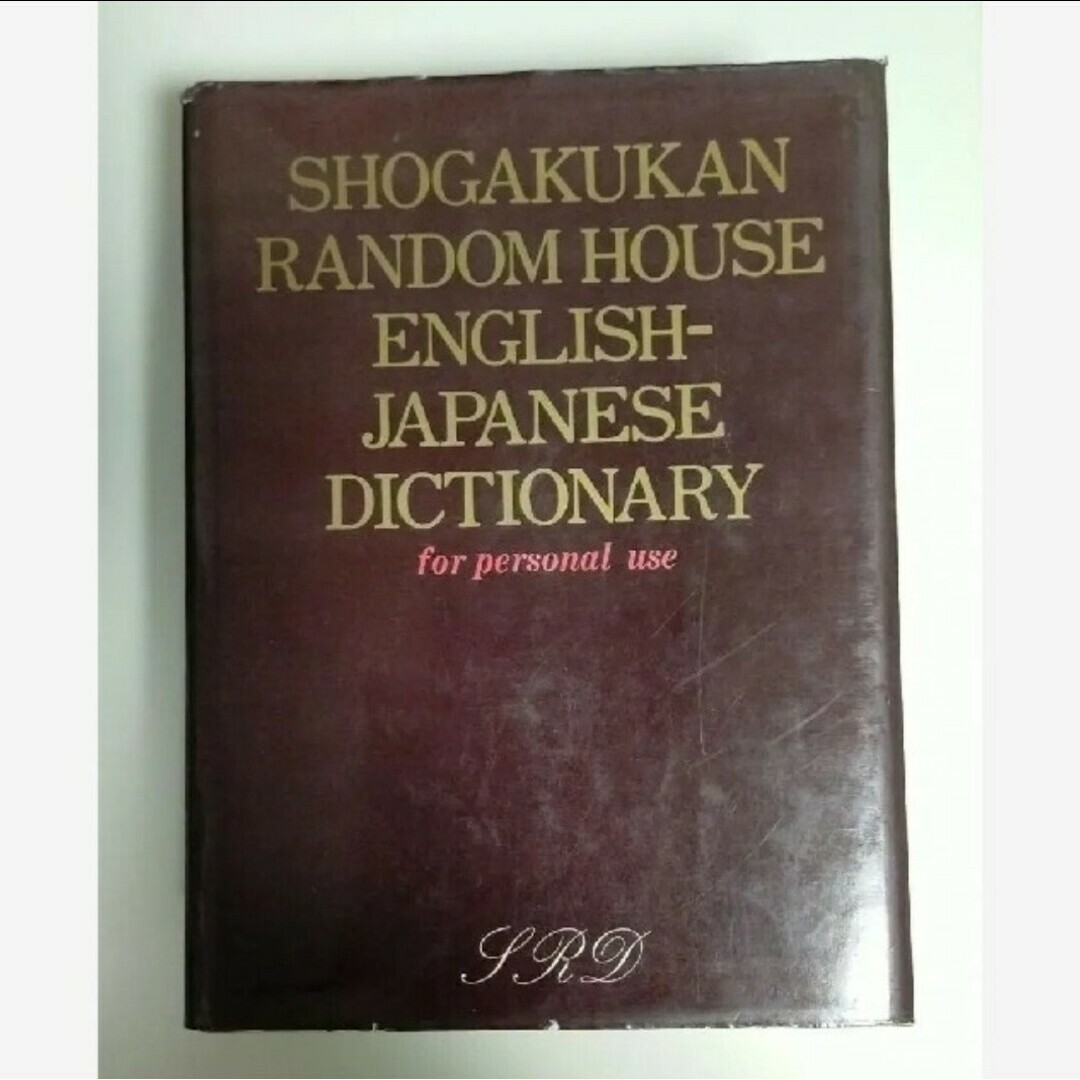 SHOGAKUKAN
RANDOM HOUSE
ENGLISH-
JAPANESE
DICTIONARY
for personal use
SRD